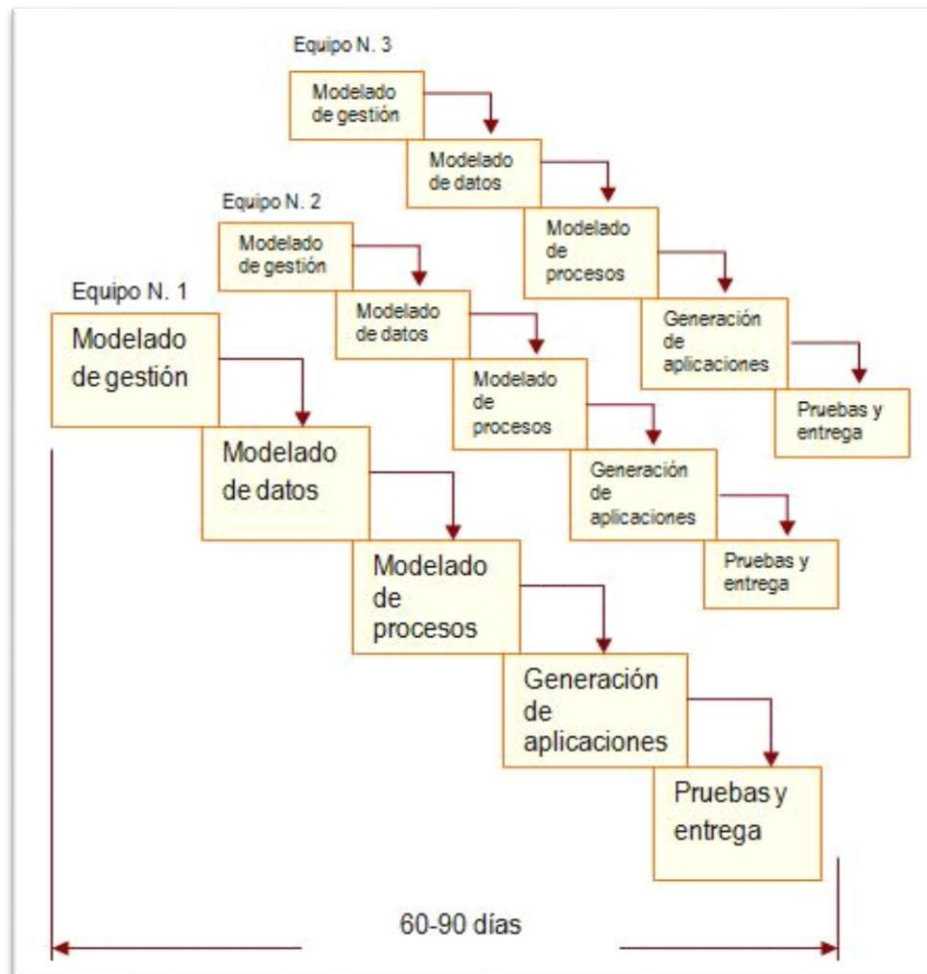 Equipo N. 3
Modelado
de gestión
Modelado
de datos
Modelado
de
procesos
Generación
de
aplicaciones
Pruebas y
entrega
Equipo N. 2
Modelado
de gestión
Modelado
de datos
Modelado
de
procesos
Generación
de
aplicaciones
Pruebas y
entrega
Equipo N. 1
Modelado
de gestión
Modelado
de datos
Modelado
de
procesos
Generación
de
aplicaciones
Pruebas y
entrega
60-90 días